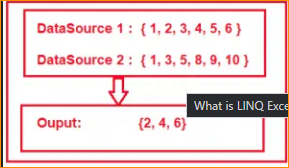 DataSource 1 : { 1, 2, 3, 4, 5, 6 }
DataSource 2 : { 1, 3, 5, 8, 9, 10 }
Ouput: {2, 4, 6}
What is LINQ Exce